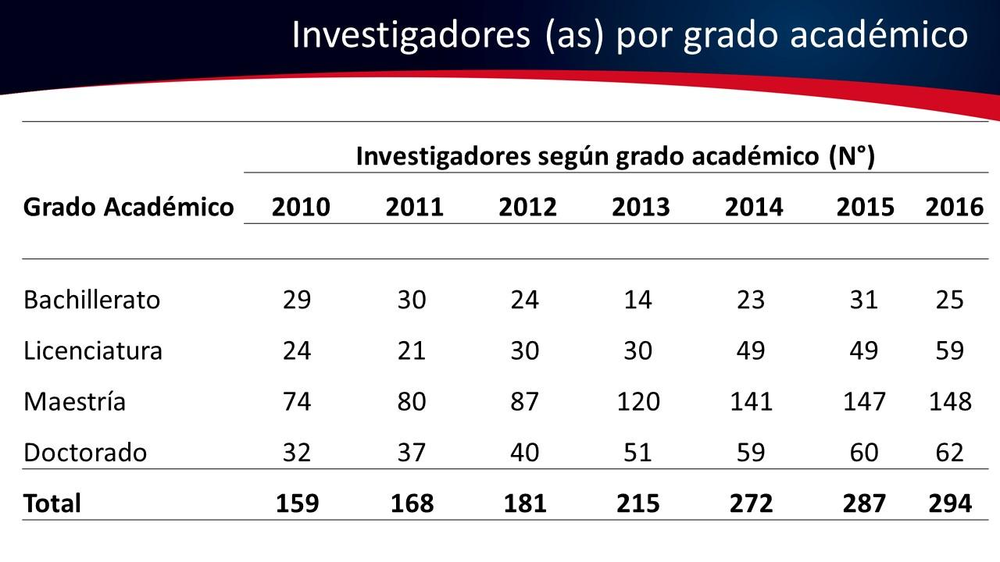 Investigadores (as) por grado académico
Investigadores según grado académico (N°)
Grado Académico 2010 2011 2012 2013 2014 2015 2016
Bachillerato 29 30 24 14 23 31 25
Licenciatura 24 21 30 30 49 49 59
Maestría 74 80 87 120 141 147 148
Doctorado 32 37 40 51 59 60 62
Total 159 168 181 215 272 287 294